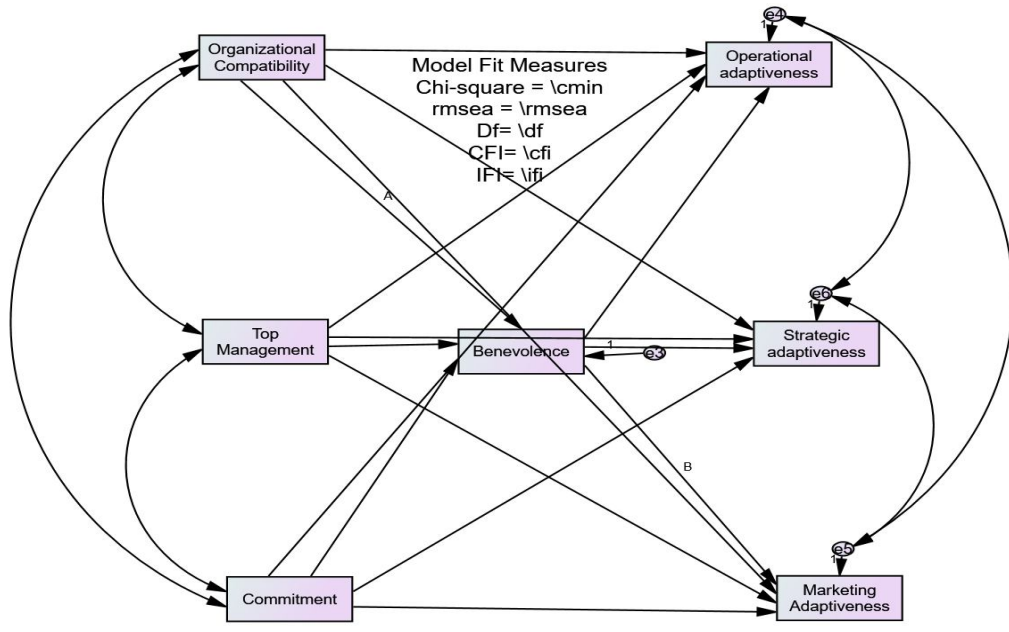 e4
1
Organizational
Compatibility
Operational
adaptiveness
Model Fit Measures
Chi-square = \cmin
rmsea = \rmsea
Df= \df
CFI= \cfi
IFI= \ifi
A
e6
1
Top
Management
Benevolence
1
e3
Strategic
adaptiveness
B
e5
1
Commitment
Marketing
Adaptiveness